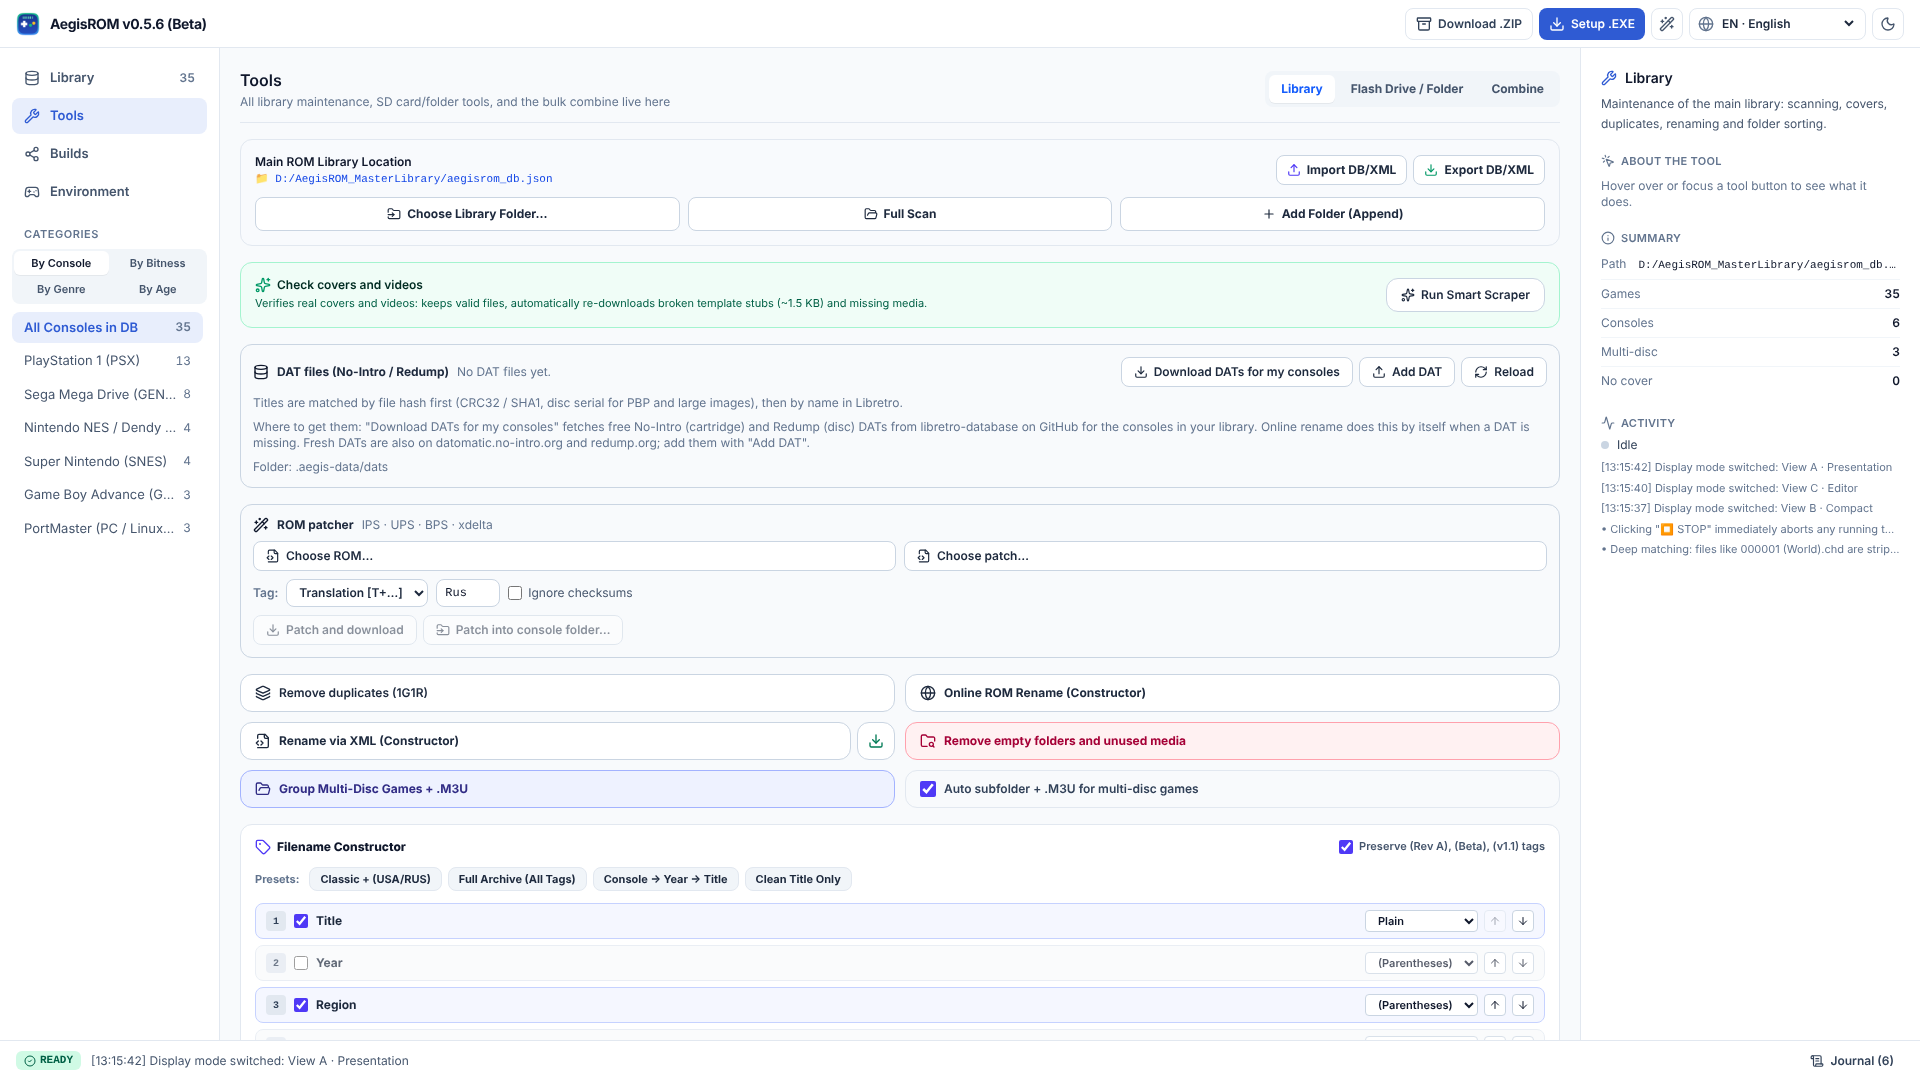 AegisROM v0.5.6 (Beta)
Download .ZIP
Setup .EXE
EN · English
Library 35
Tools
Builds
Environment
CATEGORIES
By Console By Bitness
By Genre By Age
All Consoles in DB 35
PlayStation 1 (PSX) 13
Sega Mega Drive (GEN... 8
Nintendo NES / Dendy ... 4
Super Nintendo (SNES) 4
Game Boy Advance (G... 3
PortMaster (PC / Linux... 3
Tools
All library maintenance, SD card/folder tools, and the bulk combine live here
Library Flash Drive / Folder Combine
Main ROM Library Location
D:/AegisROM_MasterLibrary/aegisrom_db.json
Import DB/XML Export DB/XML
Choose Library Folder... Full Scan Add Folder (Append)
Check covers and videos
Verifies real covers and videos: keeps valid files, automatically re-downloads broken template stubs (~1.5 KB) and missing media.
Run Smart Scraper
DAT files (No-Intro / Redump) No DAT files yet.
Download DATs for my consoles Add DAT Reload
Titles are matched by file hash first (CRC32 / SHA1, disc serial for PBP and large images), then by name in Libretro.
Where to get them: "Download DATs for my consoles" fetches free No-Intro (cartridge) and Redump (disc) DATs from libretro-database on GitHub for the consoles in your library. Online rename does this by itself when a DAT is
missing. Fresh DATs are also on datomatic.no-intro.org and redump.org; add them with "Add DAT".
Folder: .aegis-data/dats
ROM patcher IPS · UPS · BPS · xdelta
Choose ROM... Choose patch...
Tag: Translation [T+...] Rus Ignore checksums
Patch and download Patch into console folder...
Remove duplicates (1G1R) Online ROM Rename (Constructor)
Rename via XML (Constructor) Remove empty folders and unused media
Group Multi-Disc Games + .M3U Auto subfolder + .M3U for multi-disc games
Filename Constructor Preserve (Rev A), (Beta), (v1.1) tags
Presets: Classic + (USA/RUS) Full Archive (All Tags) Console → Year → Title Clean Title Only
1 Title Plain ↑ ↓
2 Year (Parentheses) ↑ ↓
3 Region (Parentheses) ↑ ↓
Library
Maintenance of the main library: scanning, covers,
duplicates, renaming and folder sorting.
ABOUT THE TOOL
Hover over or focus a tool button to see what it
does.
SUMMARY
Path D:/AegisROM_MasterLibrary/aegisrom_db....
Games 35
Consoles 6
Multi-disc 3
No cover 0
ACTIVITY
Idle
[13:15:42] Display mode switched: View A · Presentation
[13:15:40] Display mode switched: View C · Editor
[13:15:37] Display mode switched: View B · Compact
• Clicking "⏹ STOP" immediately aborts any running t...
• Deep matching: files like 000001 (World).chd are strip...
READY [13:15:42] Display mode switched: View A · Presentation
Journal (6)